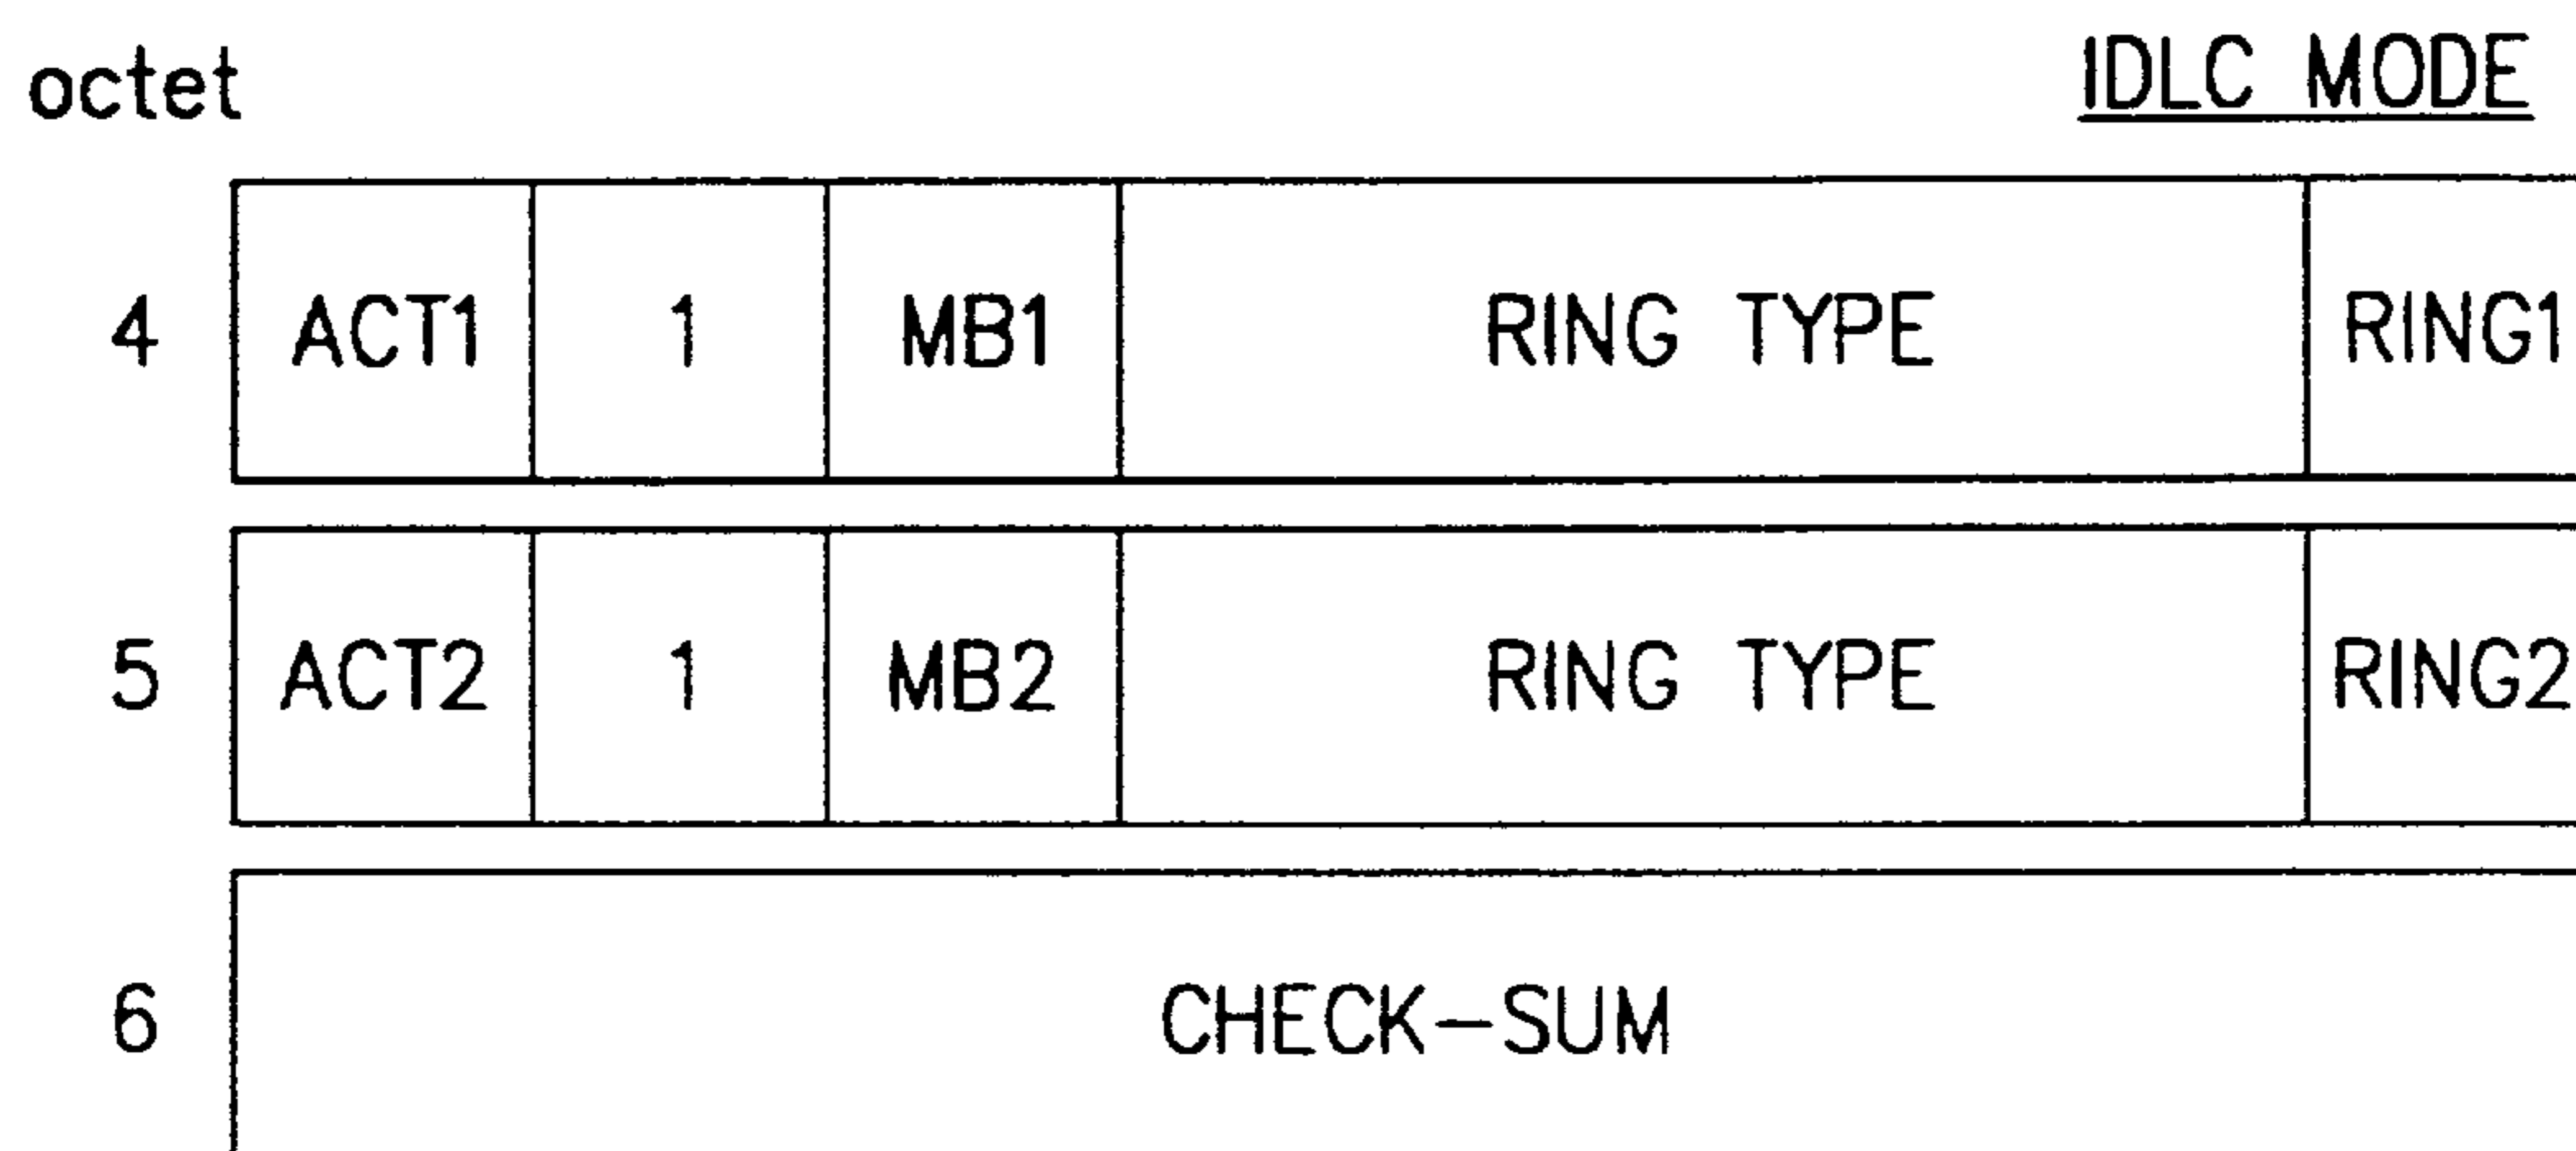 octet IDLC MODE
4 ACT1 1 MB1 RING TYPE RING1
5 ACT2 1 MB2 RING TYPE RING2
6 CHECK-SUM